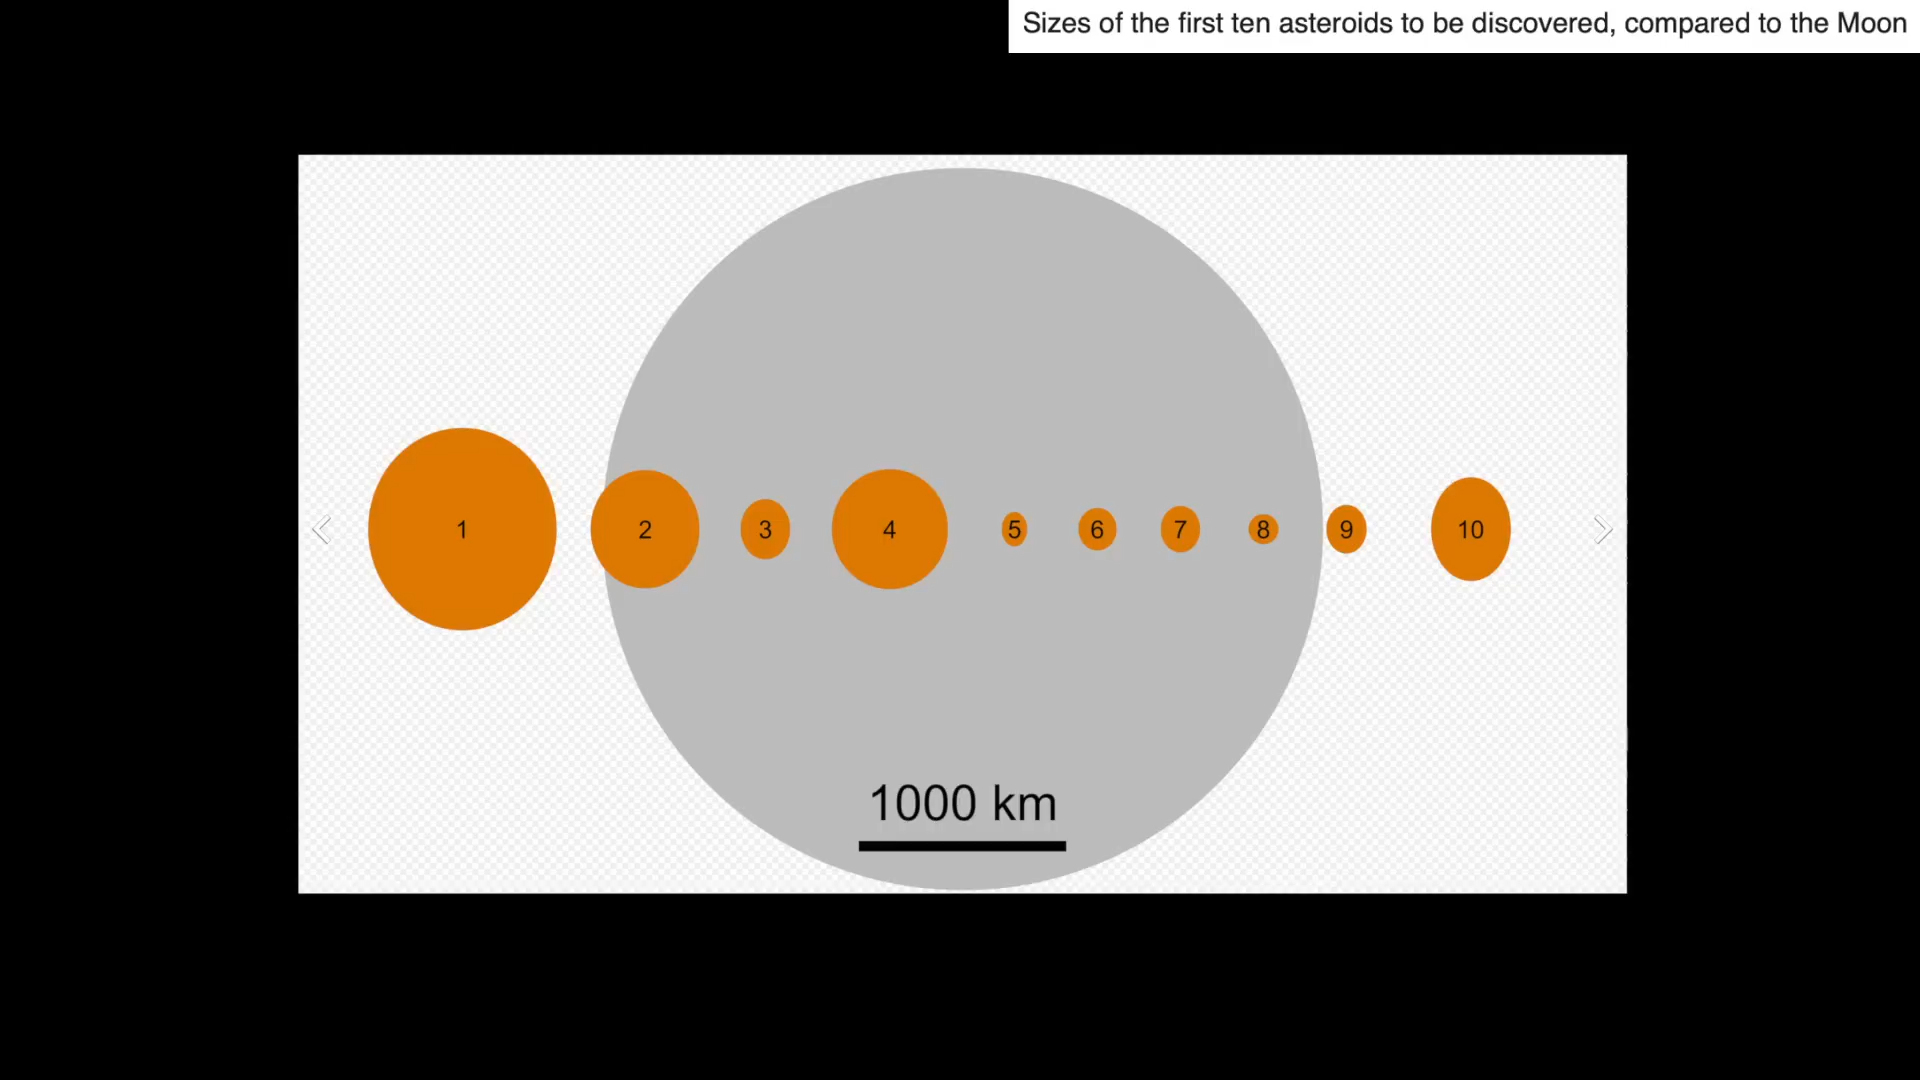 Sizes of the first ten asteroids to be discovered, compared to the Moon
1 2 3 4 5 6 7 8 9 10
1000 km